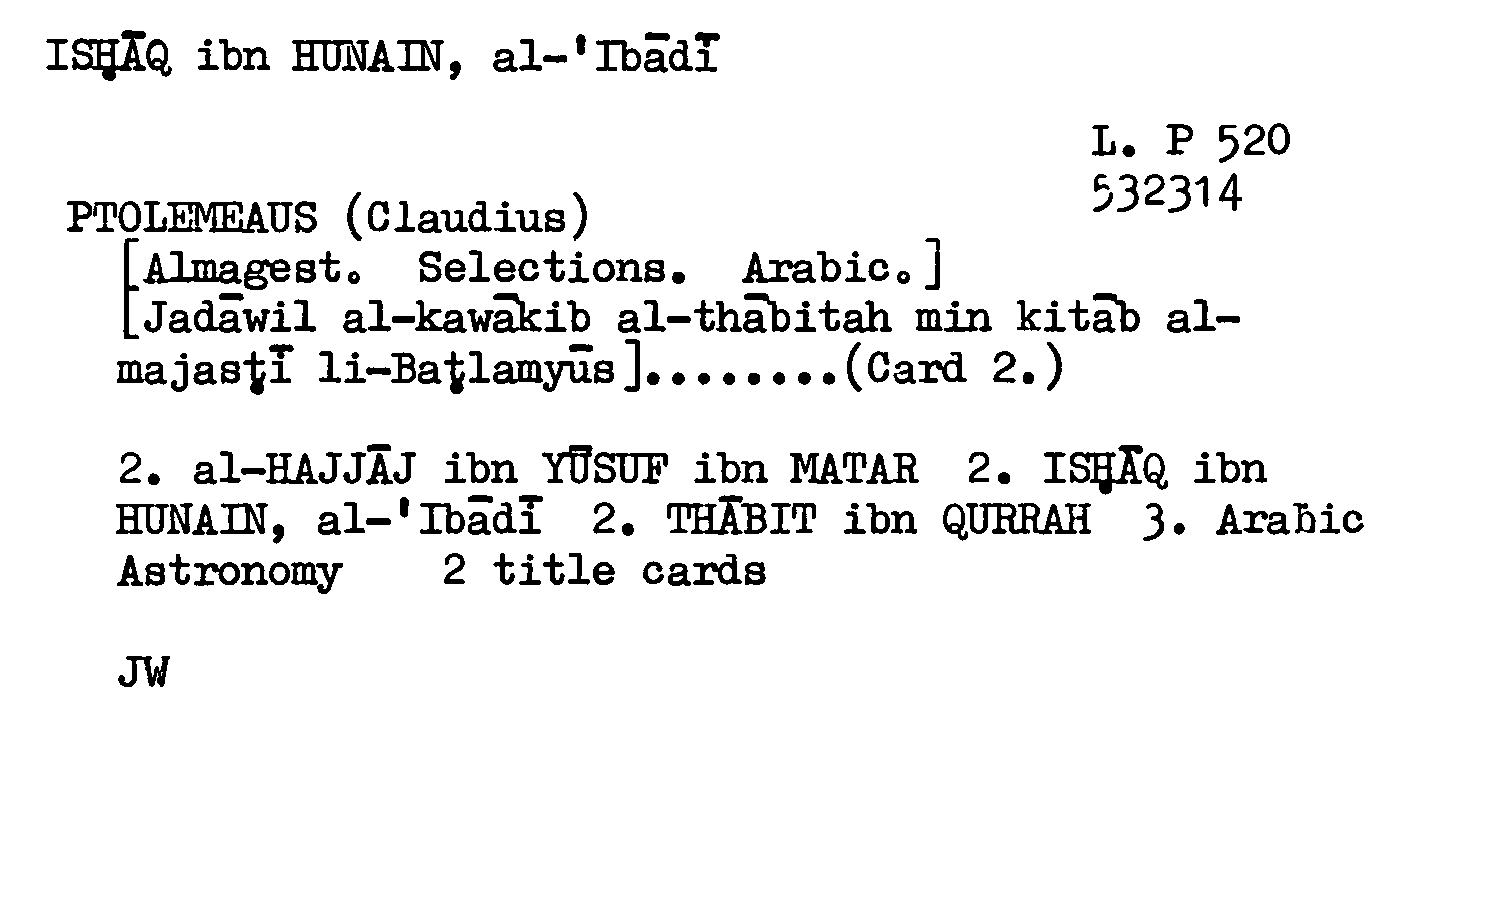 ISḤĀQ ibn HUNAIN, al-'Ibādī
L. P 520
532314
PTOLEMEAUS (Claudius)
[Almagest. Selections. Arabic.]
[Jadāwil al-kawākib al-thābitah min kitāb al-
majasṭī li-Baṭlamyūs]........(Card 2.)
2. al-HAJJĀJ ibn YŪSUF ibn MATAR 2. ISḤĀQ ibn
HUNAIN, al-'Ibādī 2. THĀBIT ibn QURRAH 3. Arabic
Astronomy 2 title cards
JW